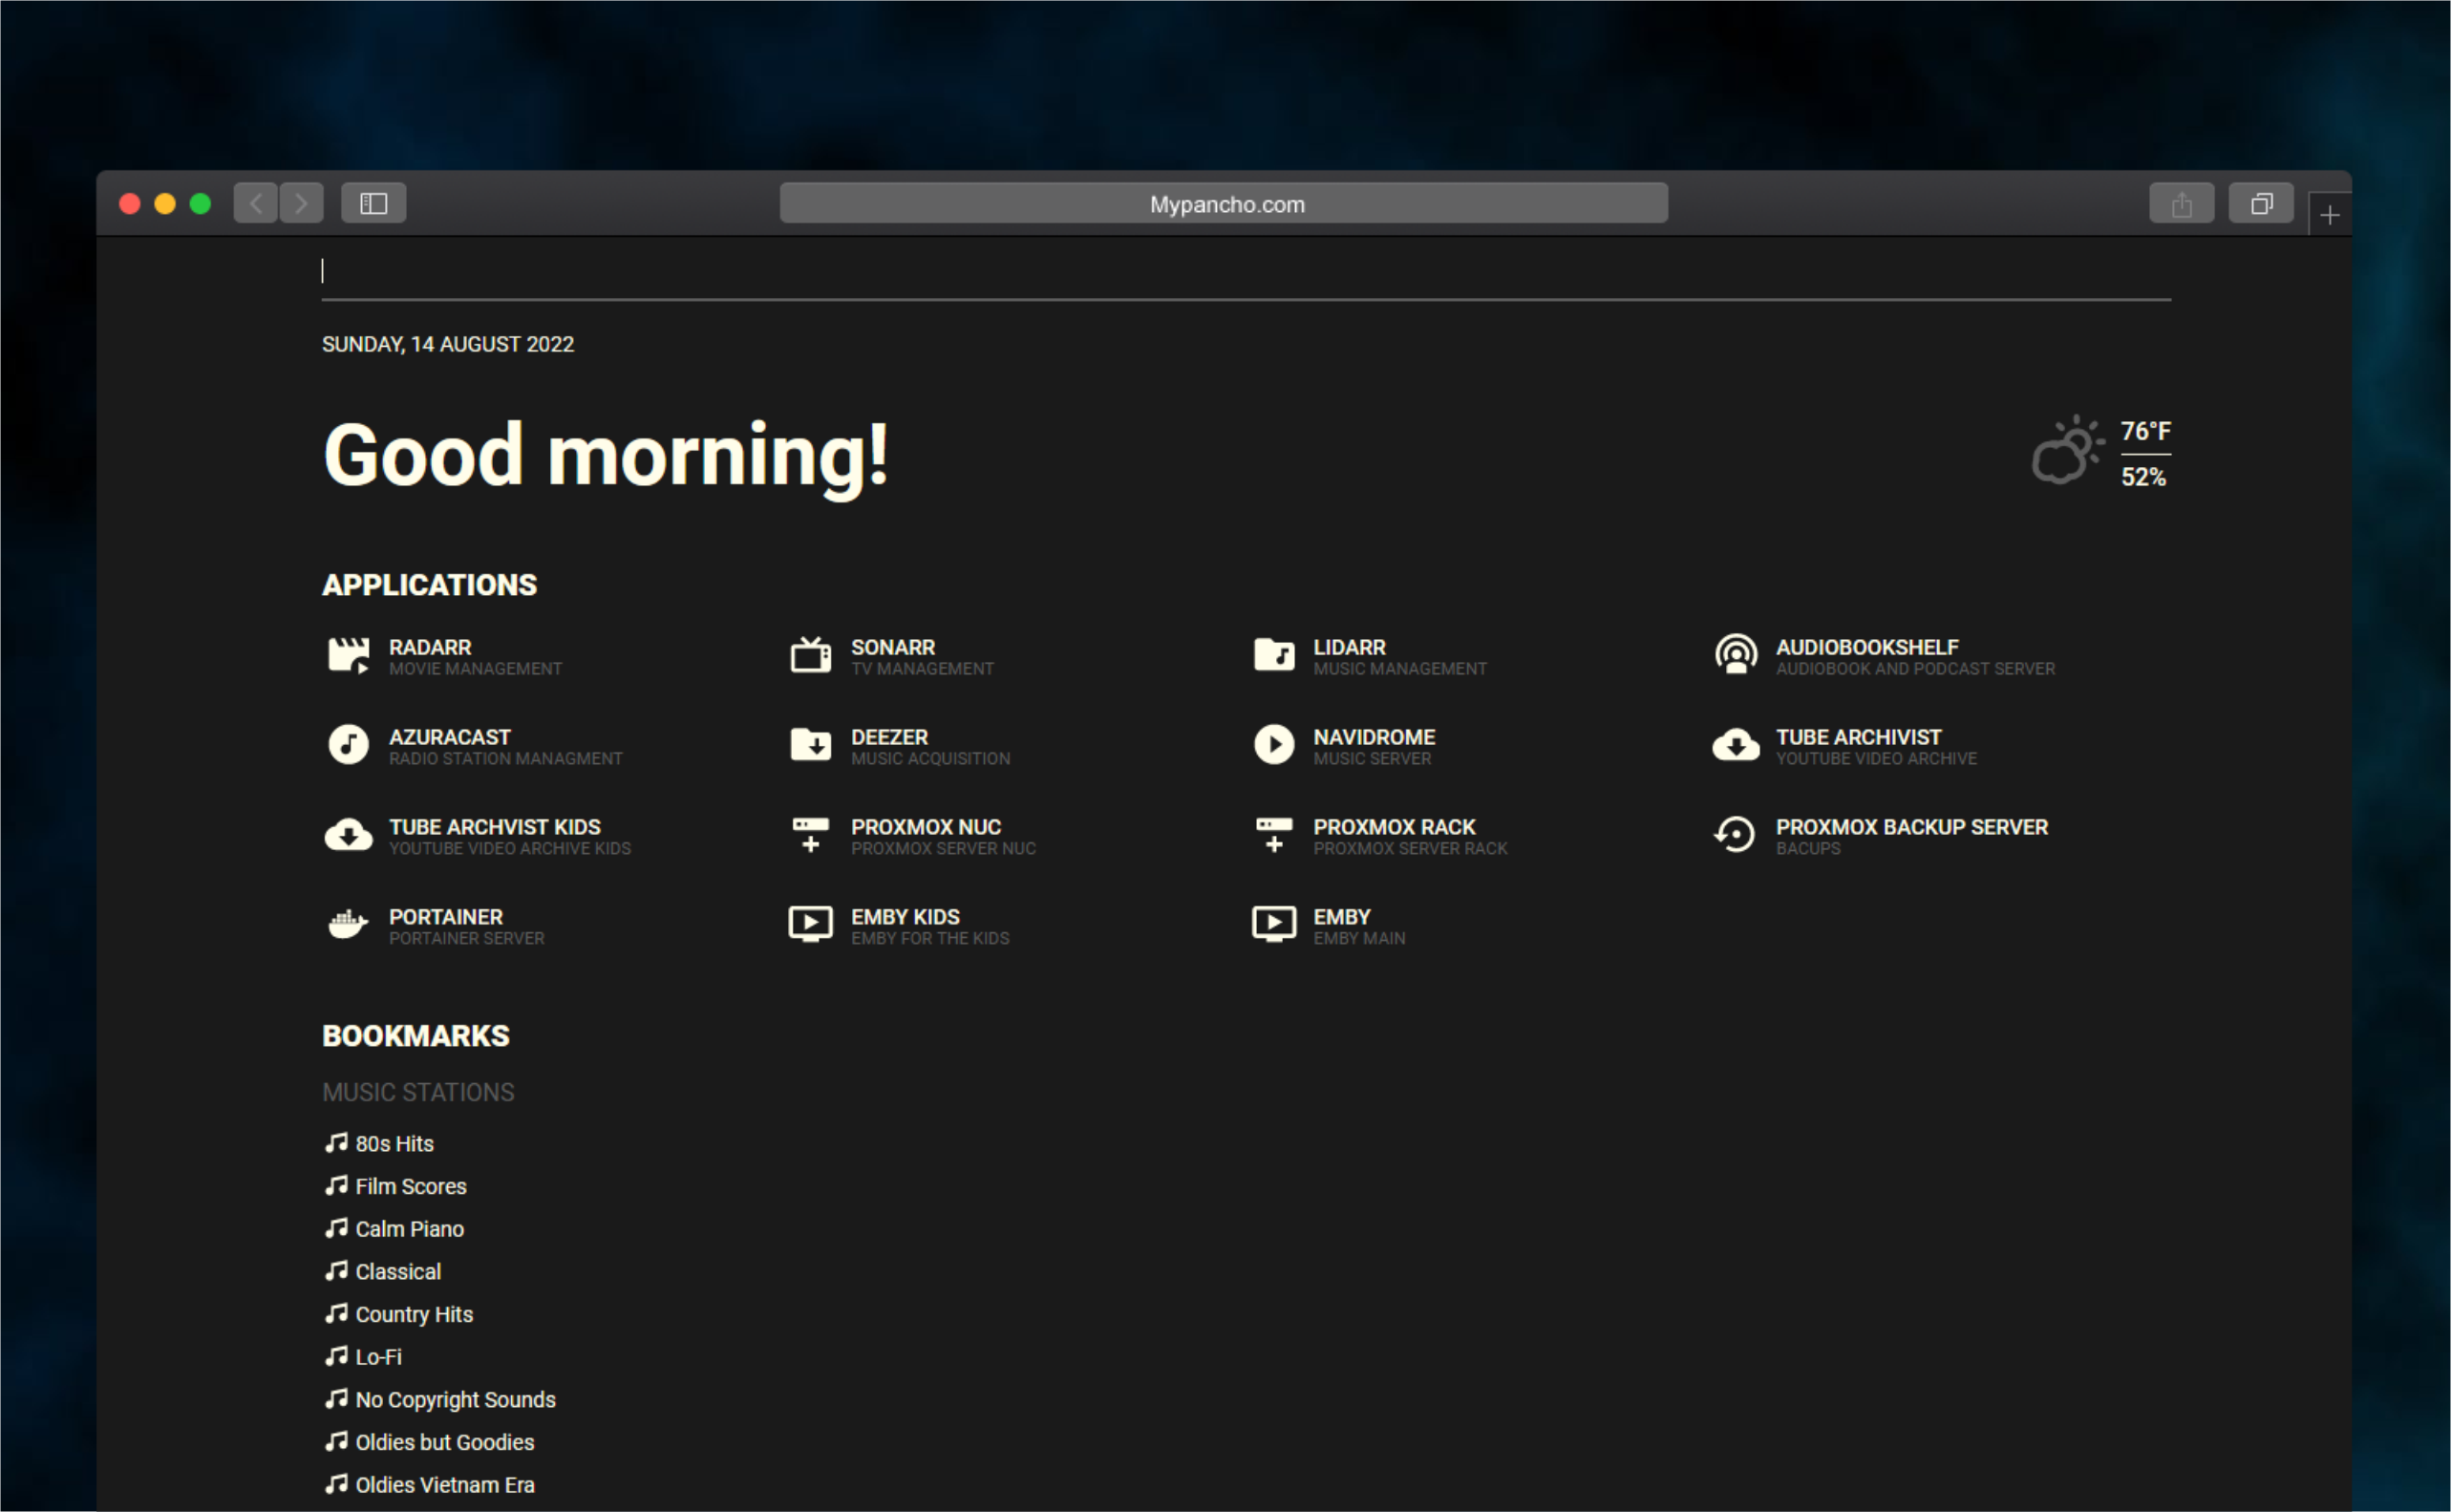 Mypancho.com
SUNDAY, 14 AUGUST 2022
Good morning!
76°F
52%
APPLICATIONS
RADARR
MOVIE MANAGEMENT
SONARR
TV MANAGEMENT
LIDARR
MUSIC MANAGEMENT
AUDIOBOOKSHELF
AUDIOBOOK AND PODCAST SERVER
AZURACAST
RADIO STATION MANAGMENT
DEEZER
MUSIC ACQUISITION
NAVIDROME
MUSIC SERVER
TUBE ARCHIVIST
YOUTUBE VIDEO ARCHIVE
TUBE ARCHVIST KIDS
YOUTUBE VIDEO ARCHIVE KIDS
PROXMOX NUC
PROXMOX SERVER NUC
PROXMOX RACK
PROXMOX SERVER RACK
PROXMOX BACKUP SERVER
BACUPS
PORTAINER
PORTAINER SERVER
EMBY KIDS
EMBY FOR THE KIDS
EMBY
EMBY MAIN
BOOKMARKS
MUSIC STATIONS
80s Hits
Film Scores
Calm Piano
Classical
Country Hits
Lo-Fi
No Copyright Sounds
Oldies but Goodies
Oldies Vietnam Era